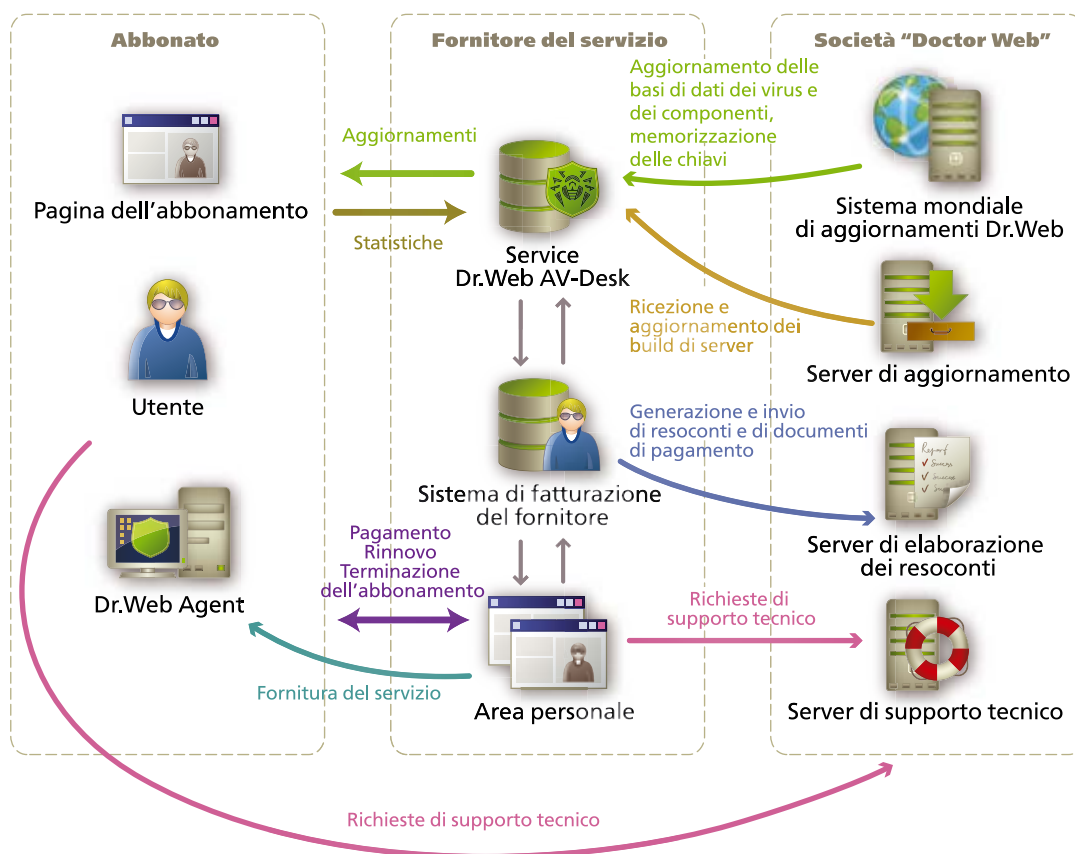 Abbonato
Fornitore del servizio
Società “Doctor Web”
Aggiornamenti
Pagina dell’abbonamento
Statistiche
Utente
Dr.Web Agent
Aggiornamento delle
basi di dati dei virus e
dei componenti,
memorizzazione
delle chiavi
Service
Dr.Web AV-Desk
Ricezione e
aggiornamento dei
build di server
Sistema di fatturazione
del fornitore
Generazione e invio
di resoconti e di documenti
di pagamento
Pagamento
Rinnovo
Terminazione
dell’abbonamento
Fornitura del servizio
Area personale
Richieste di
supporto tecnico
Sistema mondiale
di aggiornamenti Dr.Web
Server di aggiornamento
Server di elaborazione
dei resoconti
Server di supporto tecnico
Richieste di supporto tecnico